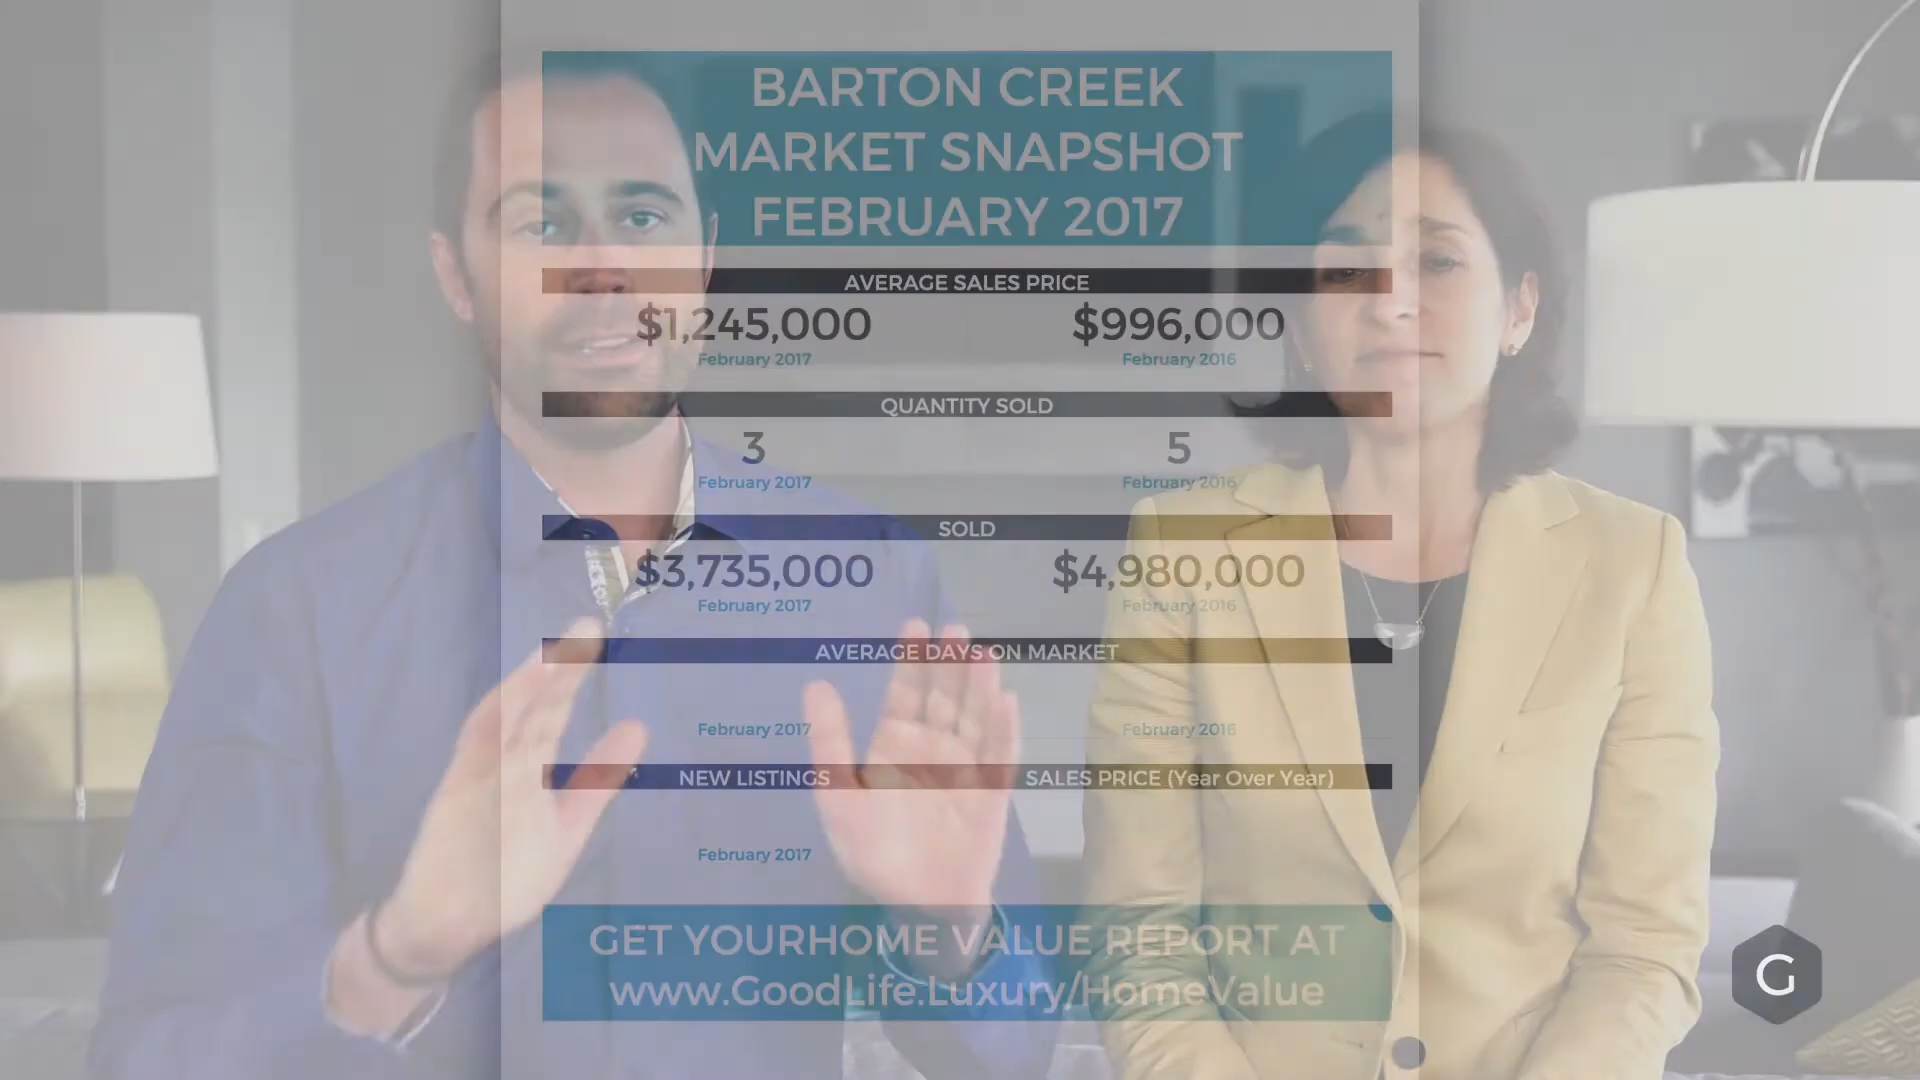 BARTON CREEK
MARKET SNAPSHOT
FEBRUARY 2017
AVERAGE SALES PRICE
$1,245,000 $996,000
February 2017 February 2016
QUANTITY SOLD
3 5
February 2017 February 2016
SOLD
$3,735,000 $4,980,000
February 2017 February 2016
AVERAGE DAYS ON MARKET
February 2017 February 2016
NEW LISTINGS SALES PRICE (Year Over Year)
February 2017
GET YOURHOME VALUE REPORT AT
www.GoodLife.Luxury/HomeValue
G